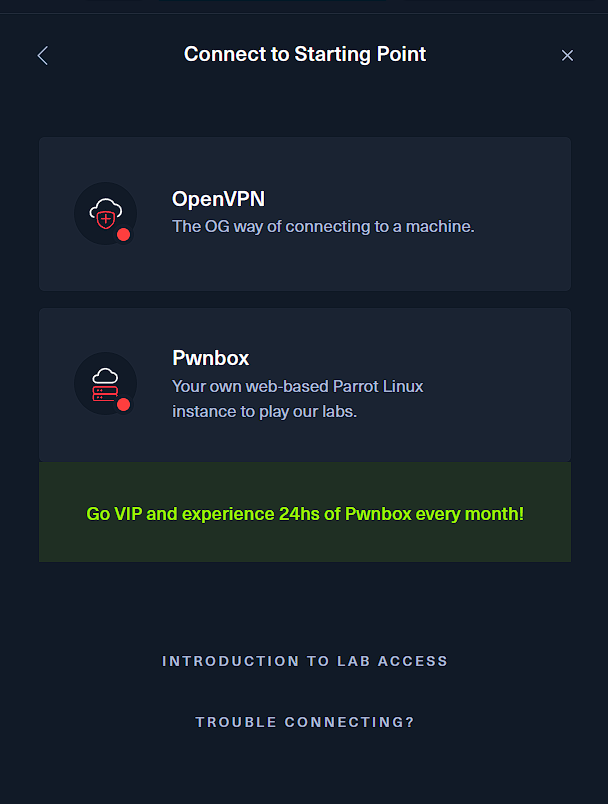 Connect to Starting Point
OpenVPN
The OG way of connecting to a machine.
Pwnbox
Your own web-based Parrot Linux
instance to play our labs.
Go VIP and experience 24hs of Pwnbox every month!
INTRODUCTION TO LAB ACCESS
TROUBLE CONNECTING?